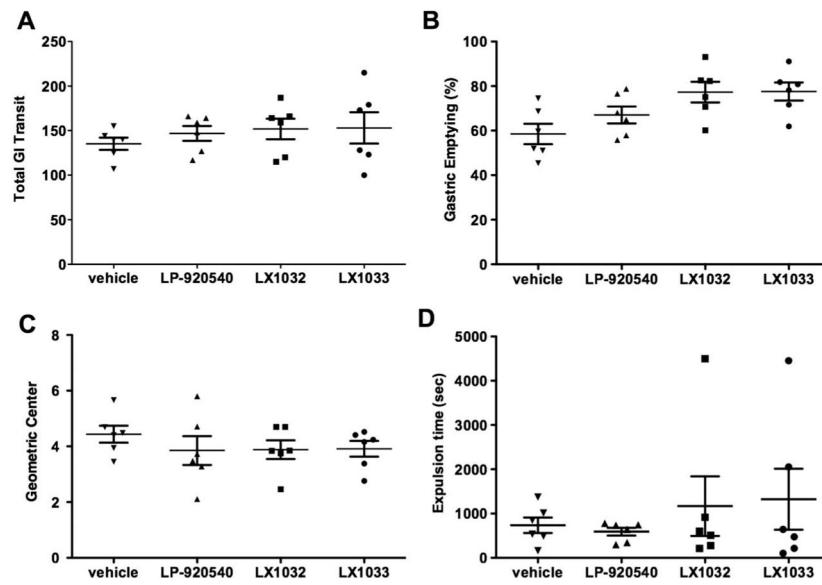 A
Total GI Transit
250
200
150
100
50
0
vehicle LP-920540 LX1032 LX1033
B
Gastric Emptying (%)
100
80
60
40
20
0
vehicle LP-920540 LX1032 LX1033
C
Geometric Center
8
6
4
2
0
vehicle LP-920540 LX1032 LX1033
D
Expulsion time (sec)
5000
4000
3000
2000
1000
0
vehicle LP-920540 LX1032 LX1033